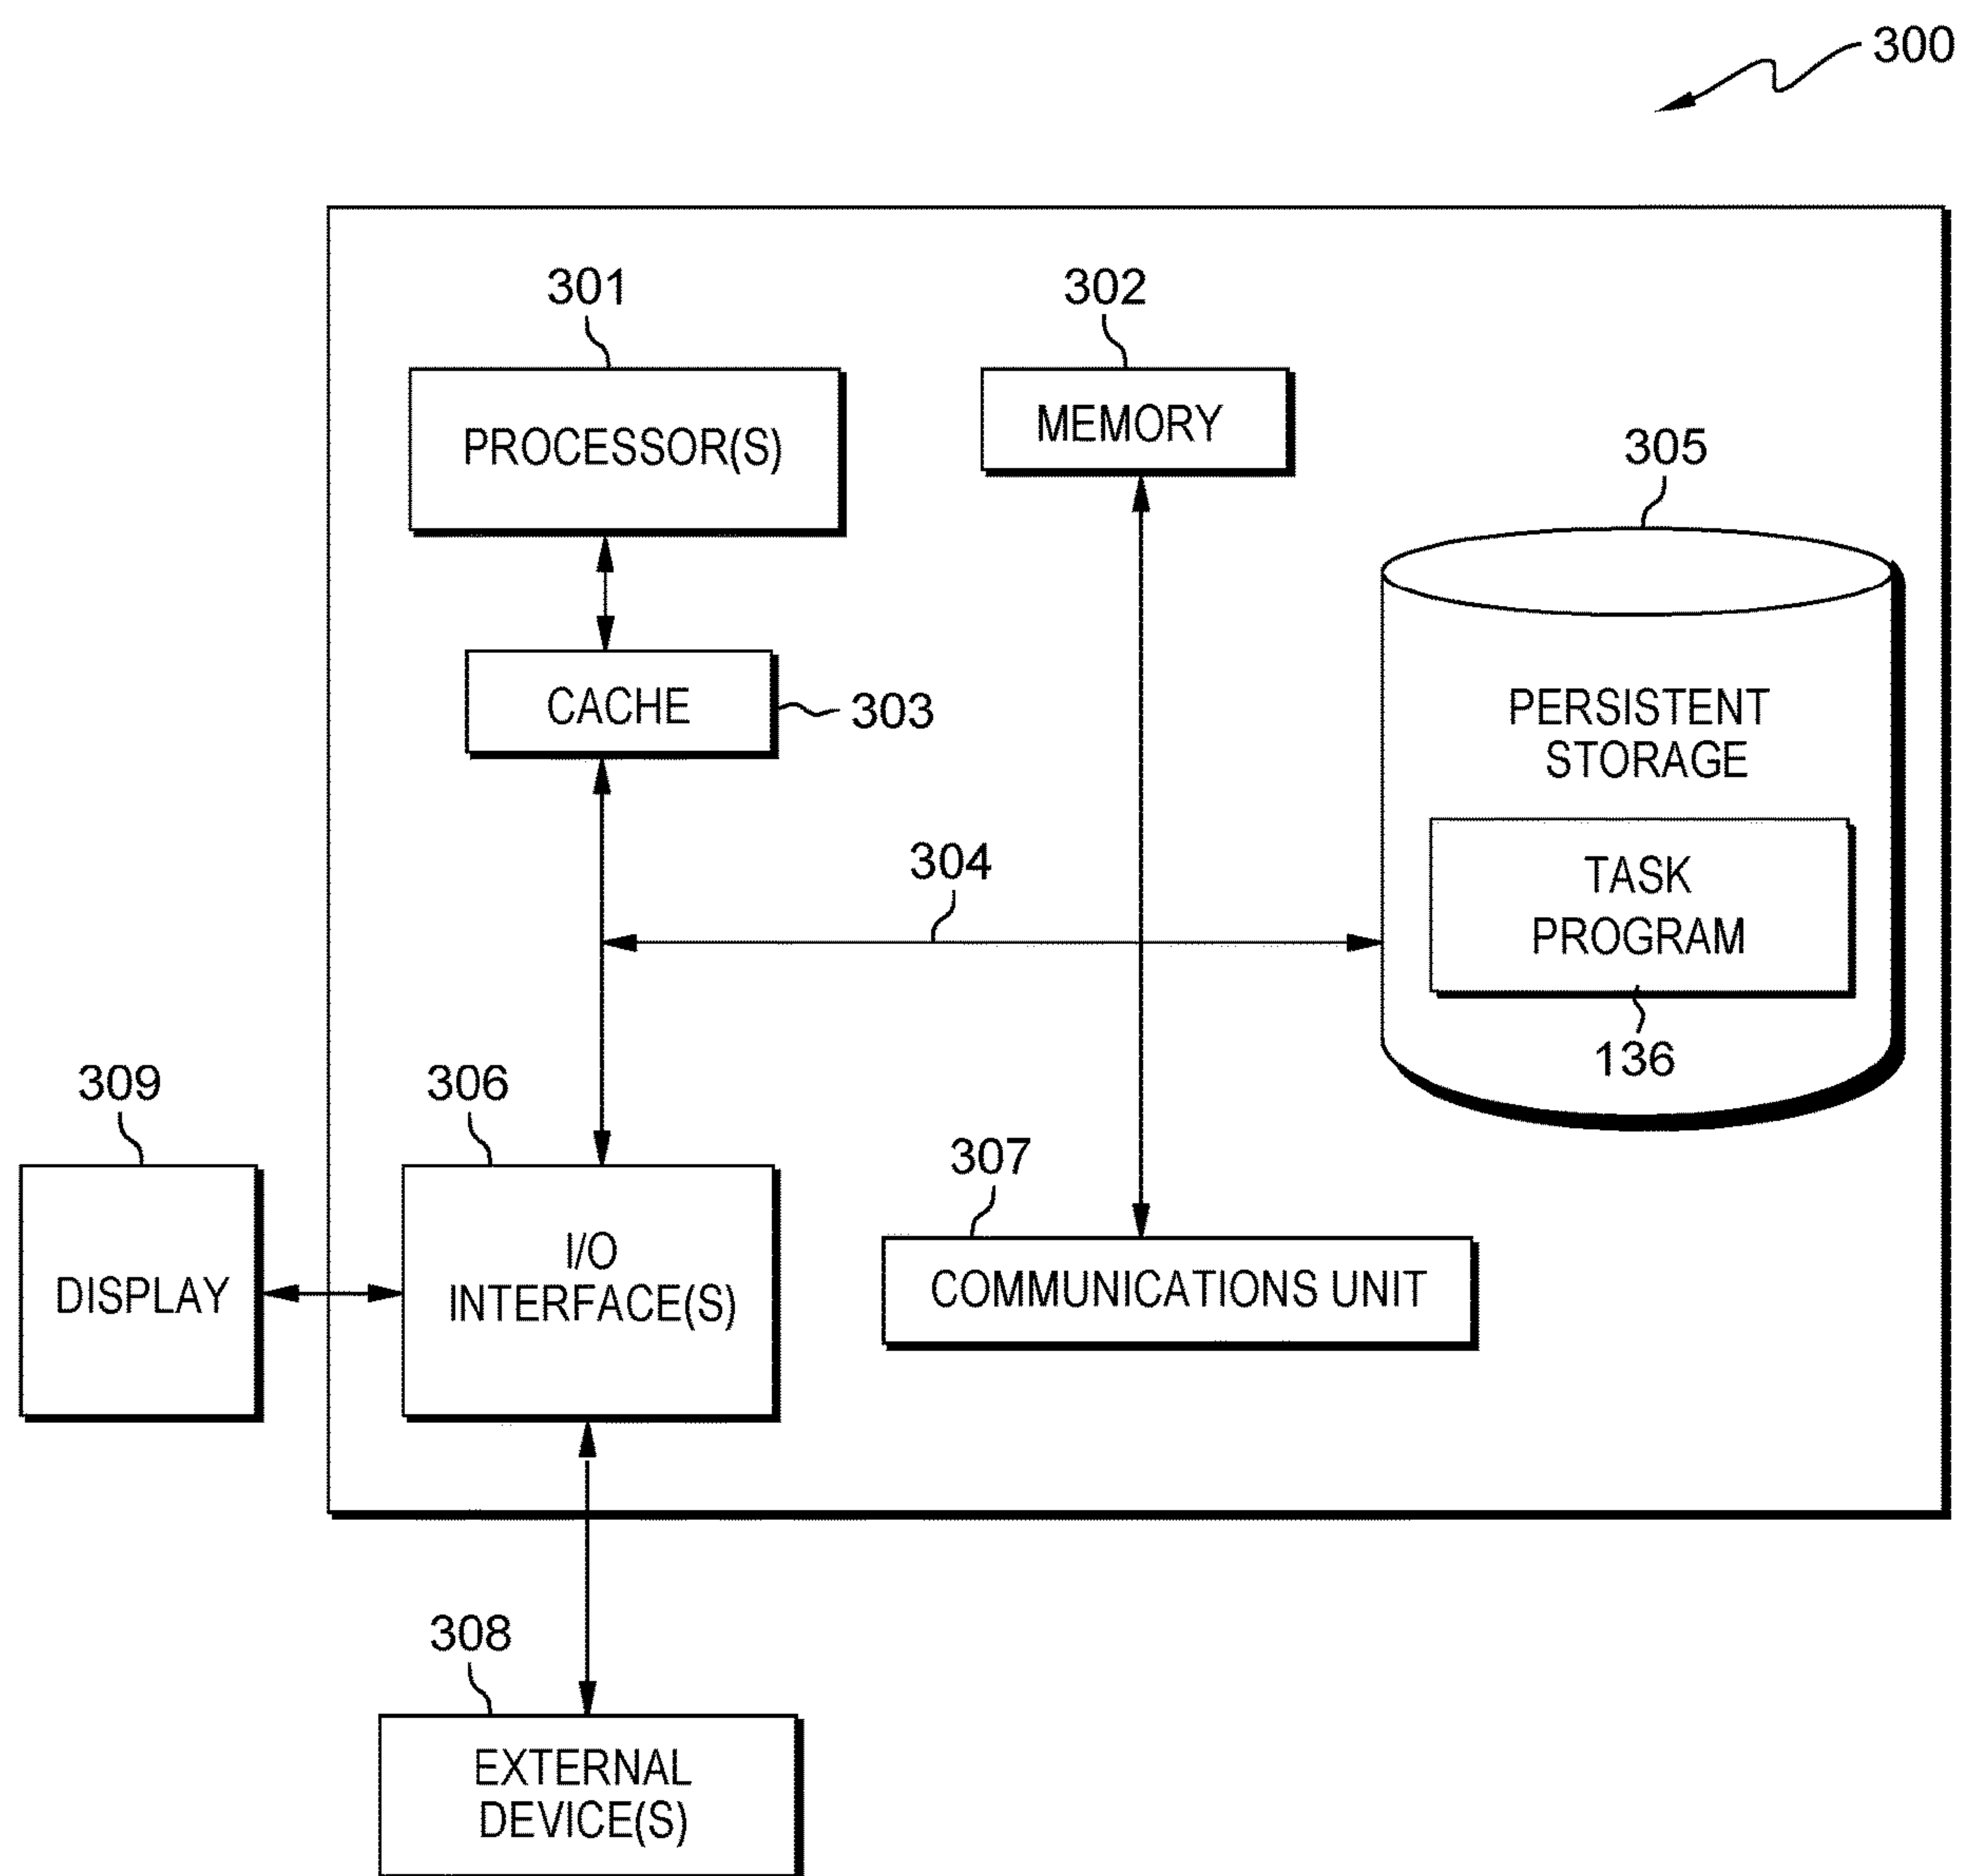 300
301
302
PROCESSOR(S)
MEMORY
305
CACHE
303
PERSISTENT
STORAGE
304
TASK
PROGRAM
136
309
306
307
DISPLAY
I/O
INTERFACE(S)
COMMUNICATIONS UNIT
308
EXTERNAL
DEVICE(S)